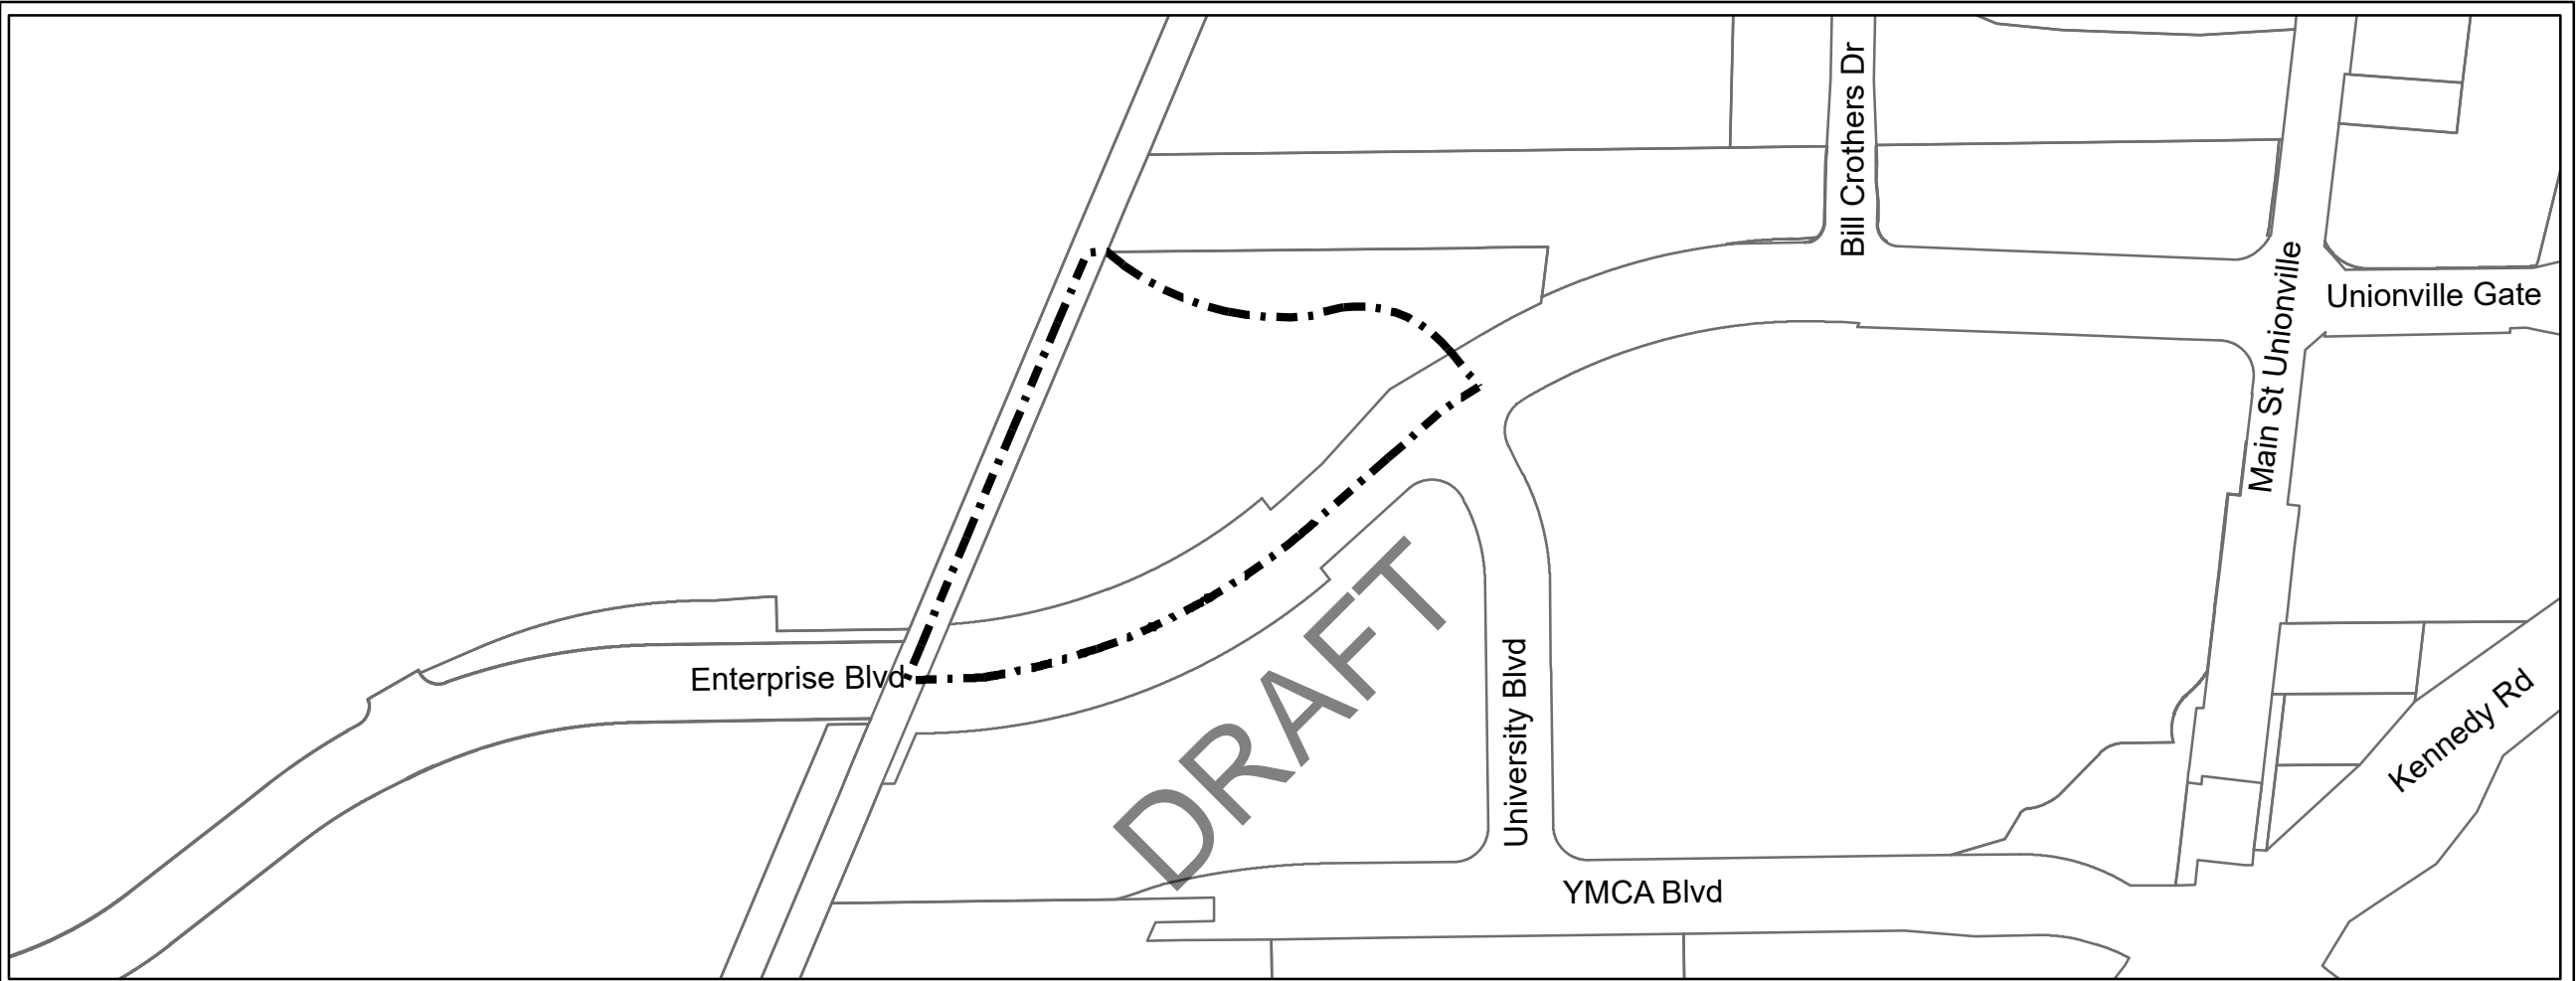 Bill Crothers Dr
Unionville Gate
Main St Unionville
Enterprise Blvd
DRAFT
University Blvd
Kennedy Rd
YMCA Blvd